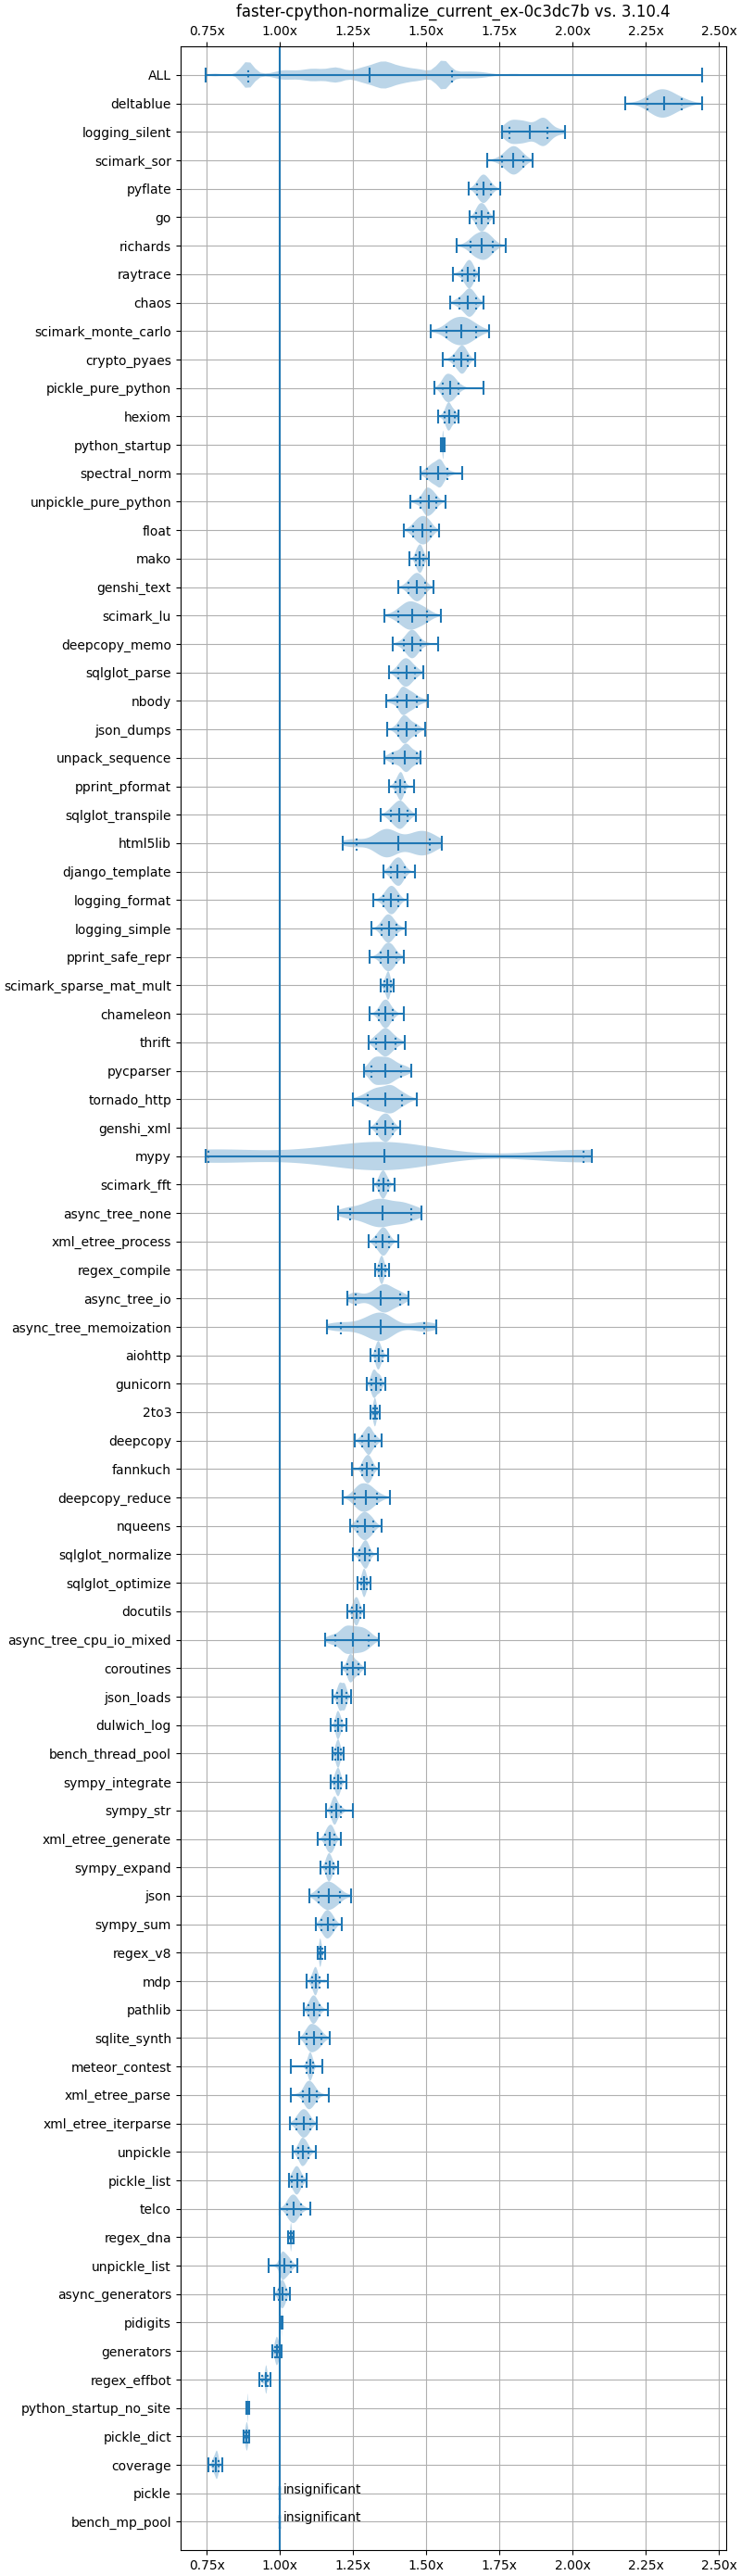 faster-cpython-normalize_current_ex-0c3dc7b vs. 3.10.4
0.75x 1.00x 1.25x 1.50x 1.75x 2.00x 2.25x 2.50x
ALL
deltablue
logging_silent
scimark_sor
pyflate
go
richards
raytrace
chaos
scimark_monte_carlo
crypto_pyaes
pickle_pure_python
hexiom
python_startup
spectral_norm
unpickle_pure_python
float
mako
genshi_text
scimark_lu
deepcopy_memo
sqlglot_parse
nbody
json_dumps
unpack_sequence
pprint_pformat
sqlglot_transpile
html5lib
django_template
logging_format
logging_simple
pprint_safe_repr
scimark_sparse_mat_mult
chameleon
thrift
pycparser
tornado_http
genshi_xml
mypy
scimark_fft
async_tree_none
xml_etree_process
regex_compile
async_tree_io
async_tree_memoization
aiohttp
gunicorn
2to3
deepcopy
fannkuch
deepcopy_reduce
nqueens
sqlglot_normalize
sqlglot_optimize
docutils
async_tree_cpu_io_mixed
coroutines
json_loads
dulwich_log
bench_thread_pool
sympy_integrate
sympy_str
xml_etree_generate
sympy_expand
json
sympy_sum
regex_v8
mdp
pathlib
sqlite_synth
meteor_contest
xml_etree_parse
xml_etree_iterparse
unpickle
pickle_list
telco
regex_dna
unpickle_list
async_generators
pidigits
generators
regex_effbot
python_startup_no_site
pickle_dict
coverage
pickle insignificant
bench_mp_pool insignificant
0.75x 1.00x 1.25x 1.50x 1.75x 2.00x 2.25x 2.50x